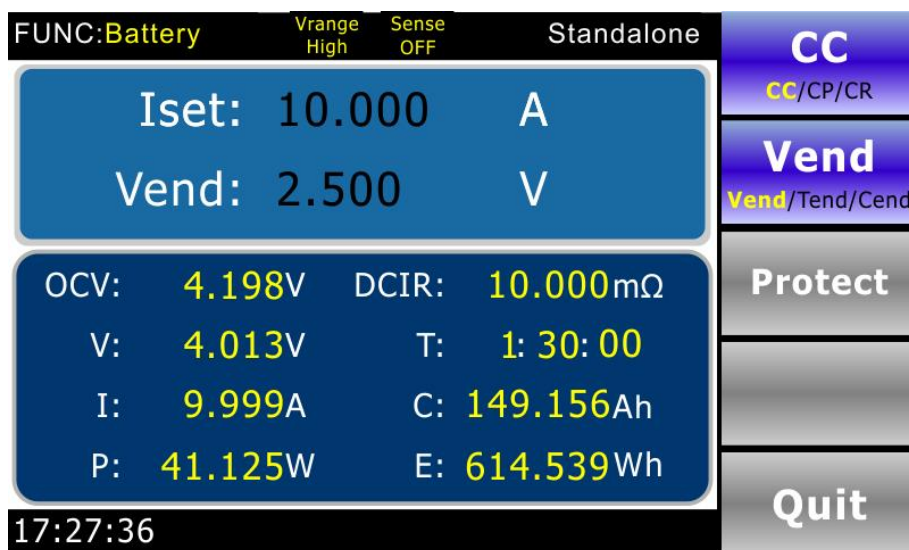 FUNC:Battery Vrange High Sense OFF Standalone
Iset: 10.000 A
Vend: 2.500 V
OCV: 4.198V DCIR: 10.000mΩ
V: 4.013V T: 1:30:00
I: 9.999A C: 149.156Ah
P: 41.125W E: 614.539Wh
17:27:36
CC
CC/CP/CR
Vend
Vend/Tend/Cend
Protect
Quit